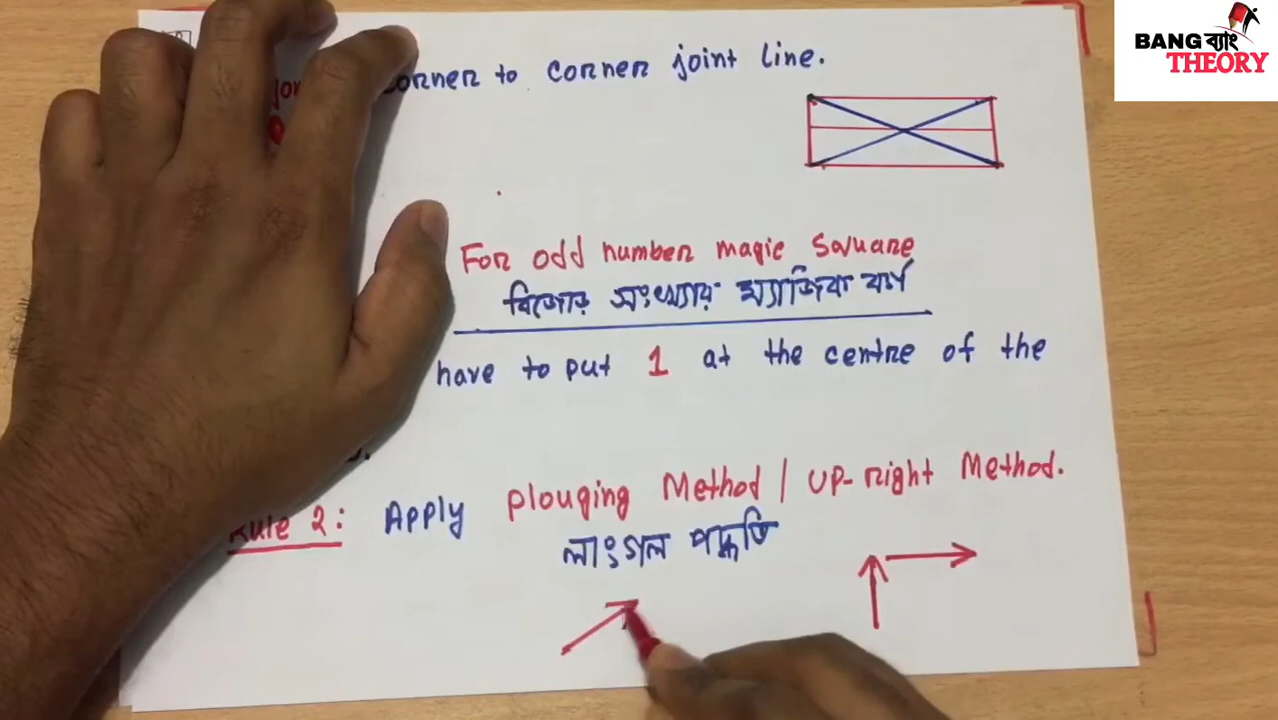 BANG ব্যাং
THEORY
corner to corner joint line.
For odd number magic Square
বিজোড় সংখ্যার ম্যাজিক বর্গ
have to put 1 at the centre of the
Rule 2: Apply Plouging Method / UP-right Method.
লাংগল পদ্ধতি